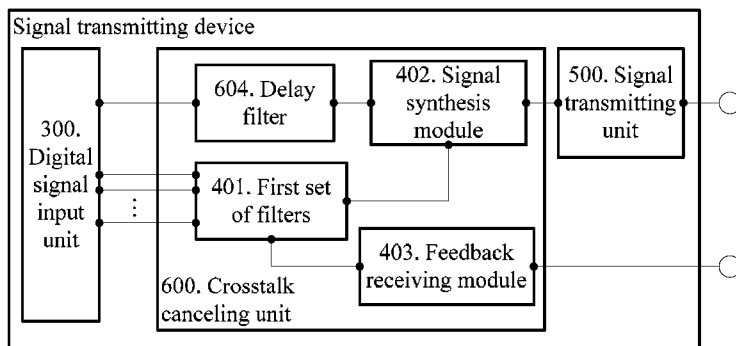 Signal transmitting device
300.
Digital
signal
input
unit
604. Delay
filter
402. Signal
synthesis
module
500. Signal
transmitting
unit
401. First set
of filters
403. Feedback
receiving module
600. Crosstalk
canceling unit